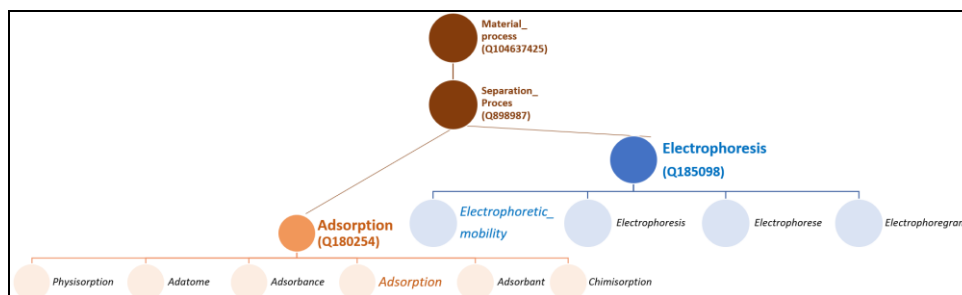 Material_
process
(Q104637425)
Separation_
Proces
(Q898987)
Electrophoresis
(Q185098)
Electrophoretic_
mobility
Electrophoresis
Electrophorese
Electrophoregram
Adsorption
(Q180254)
Physisorption
Adatome
Adsorbance
Adsorption
Adsorbant
Chimisorption